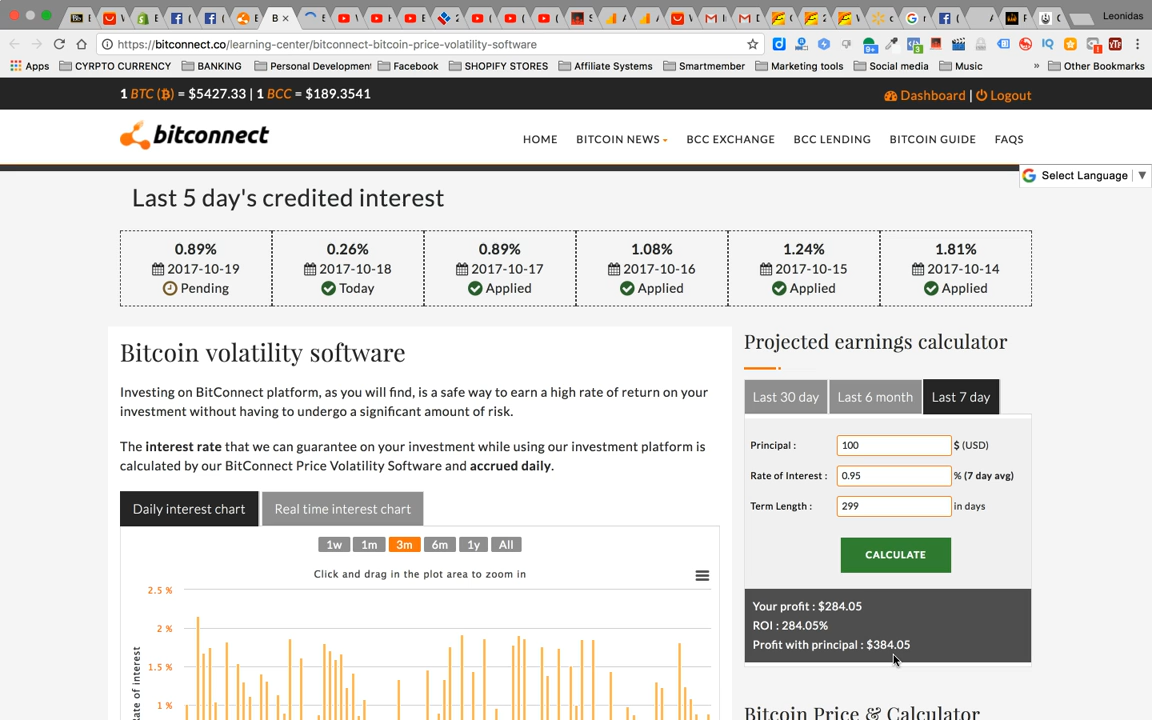 Leonidas
https://bitconnect.co/learning-center/bitconnect-bitcoin-price-volatility-software
Apps CYRPTO CURRENCY BANKING Personal Development Facebook SHOPIFY STORES Affiliate Systems Smartmember Marketing tools Social media Music » Other Bookmarks
1 BTC (₿) = $5427.33 | 1 BCC = $189.3541
Dashboard | Logout
bitconnect
HOME BITCOIN NEWS BCC EXCHANGE BCC LENDING BITCOIN GUIDE FAQS
Select Language ▼
Last 5 day's credited interest
0.89% 0.26% 0.89% 1.08% 1.24% 1.81%
2017-10-19 2017-10-18 2017-10-17 2017-10-16 2017-10-15 2017-10-14
Pending Today Applied Applied Applied Applied
Bitcoin volatility software
Investing on BitConnect platform, as you will find, is a safe way to earn a high rate of return on your
investment without having to undergo a significant amount of risk.
The interest rate that we can guarantee on your investment while using our investment platform is
calculated by our BitConnect Price Volatility Software and accrued daily.
Daily interest chart Real time interest chart
1w 1m 3m 6m 1y All
Click and drag in the plot area to zoom in
2.5 %
2 %
1.5 %
1 %
Rate of interest
Projected earnings calculator
Last 30 day Last 6 month Last 7 day
Principal : 100 $ (USD)
Rate of Interest : 0.95 % (7 day avg)
Term Length : 299 in days
CALCULATE
Your profit : $284.05
ROI : 284.05%
Profit with principal : $384.05
Bitcoin Price & Calculator